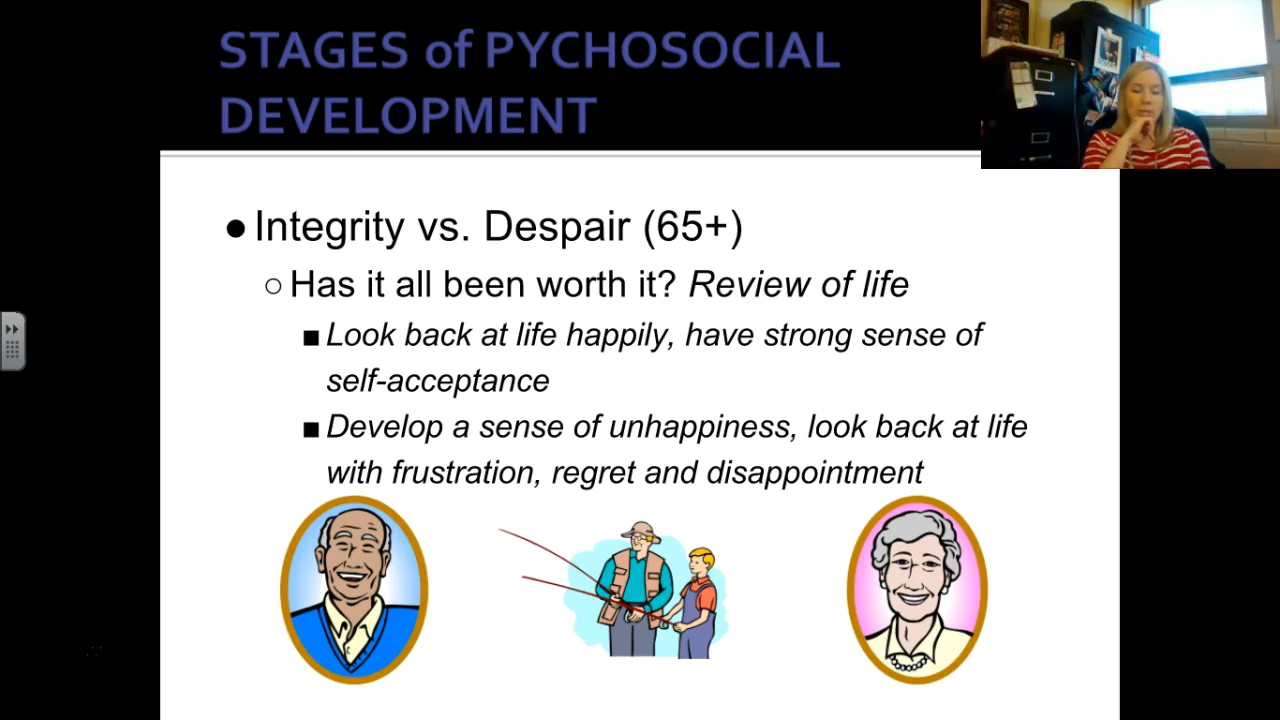 STAGES of PYCHOSOCIAL
DEVELOPMENT
● Integrity vs. Despair (65+)
○ Has it all been worth it? Review of life
■ Look back at life happily, have strong sense of
self-acceptance
■ Develop a sense of unhappiness, look back at life
with frustration, regret and disappointment